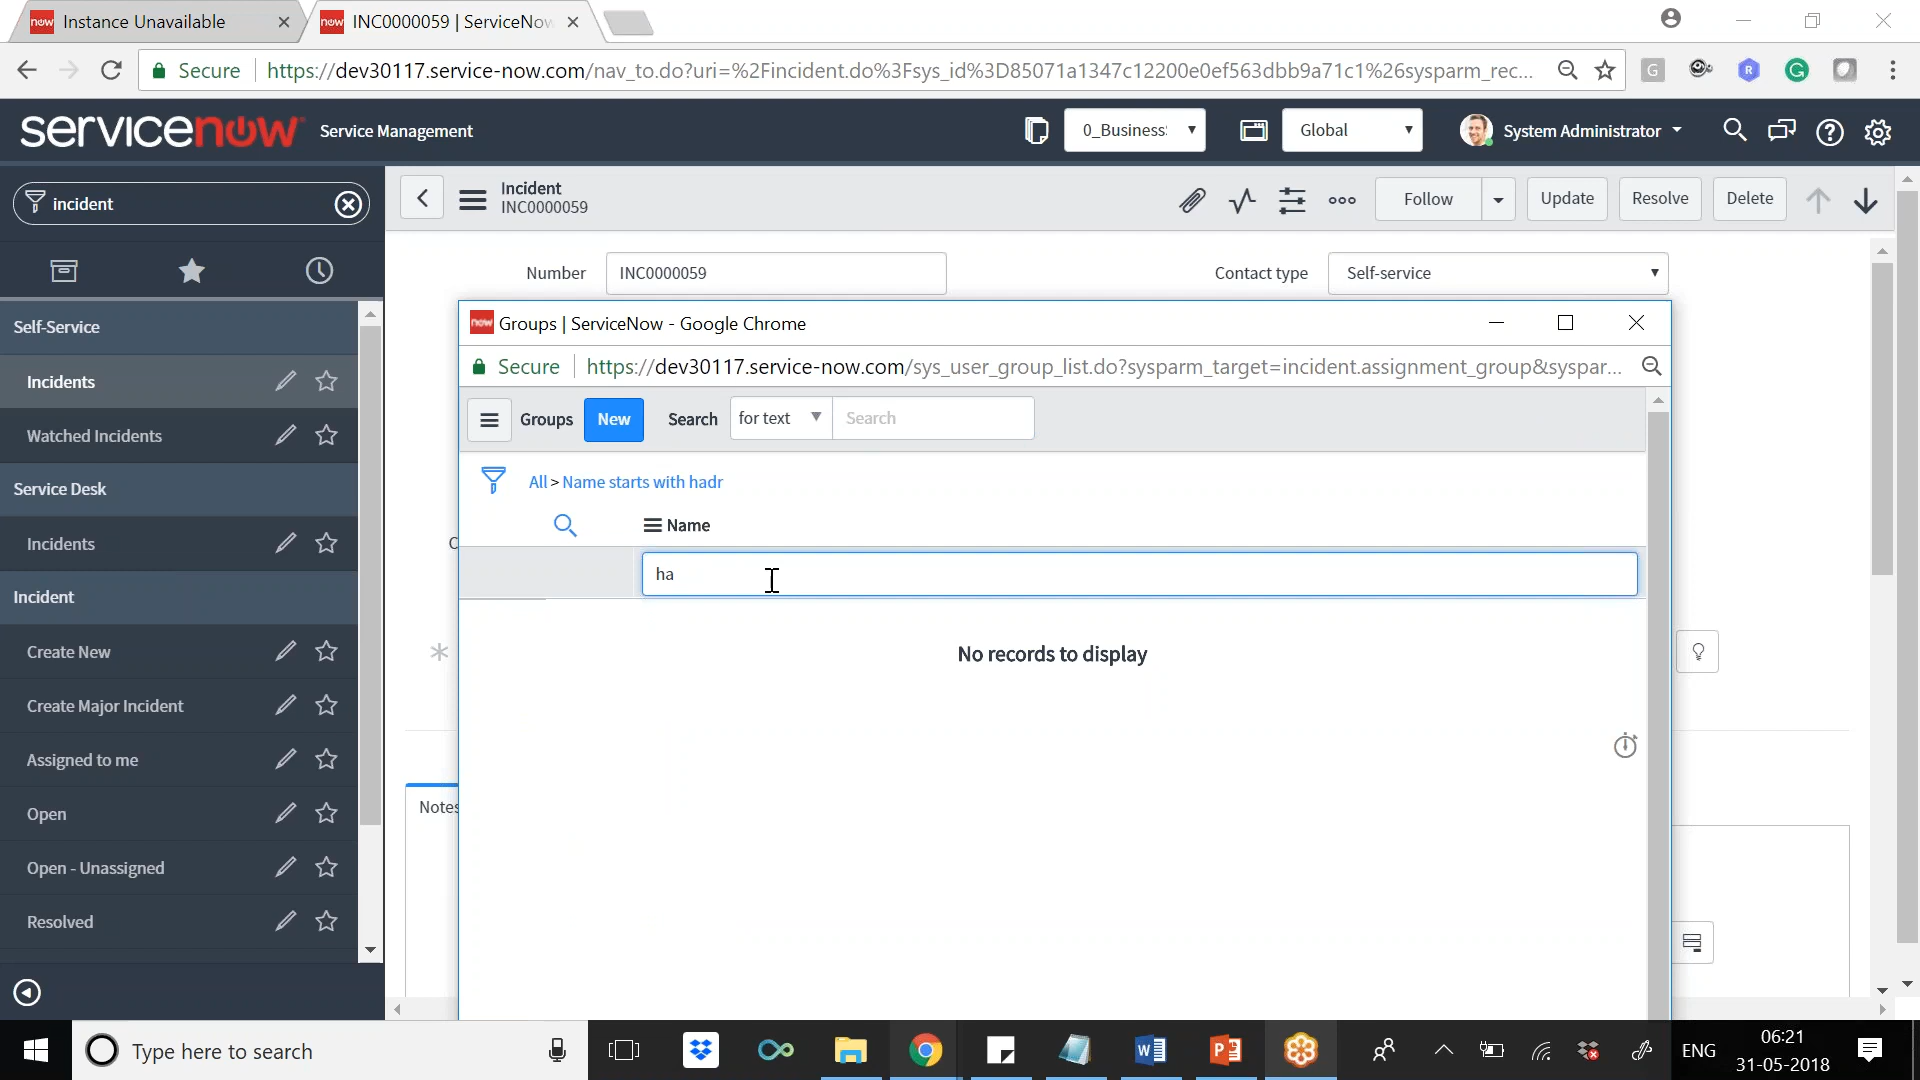 Instance Unavailable
INC0000059 | ServiceNow
Secure https://dev30117.service-now.com/nav_to.do?uri=%2Fincident.do%3Fsys_id%3D85071a1347c12200e0ef563dbb9a71c1%26sysparm_rec...
servicenow Service Management 0_Business Global System Administrator
incident
Incident
INC0000059
Follow Update Resolve Delete
Number INC0000059 Contact type Self-service
Self-Service
Incidents
Watched Incidents
Service Desk
Incidents
Incident
Create New
Create Major Incident
Assigned to me
Open
Open - Unassigned
Resolved
Groups | ServiceNow - Google Chrome
Secure https://dev30117.service-now.com/sys_user_group_list.do?sysparm_target=incident.assignment_group&syspar...
Groups New Search for text Search
All > Name starts with hadr
Name
ha
No records to display
Notes
Type here to search
ENG
06:21
31-05-2018